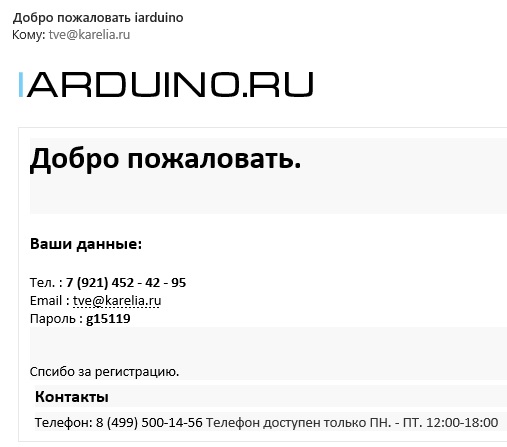 Добро пожаловать iarduino
Кому: tve@karelia.ru
IARDUINO.RU
Добро пожаловать.
Ваши данные:
Тел. : 7 (921) 452 - 42 - 95
Email : tve@karelia.ru
Пароль : g15119
Спсибо за регистрацию.
Контакты
Телефон: 8 (499) 500-14-56 Телефон доступен только ПН. - ПТ. 12:00-18:00